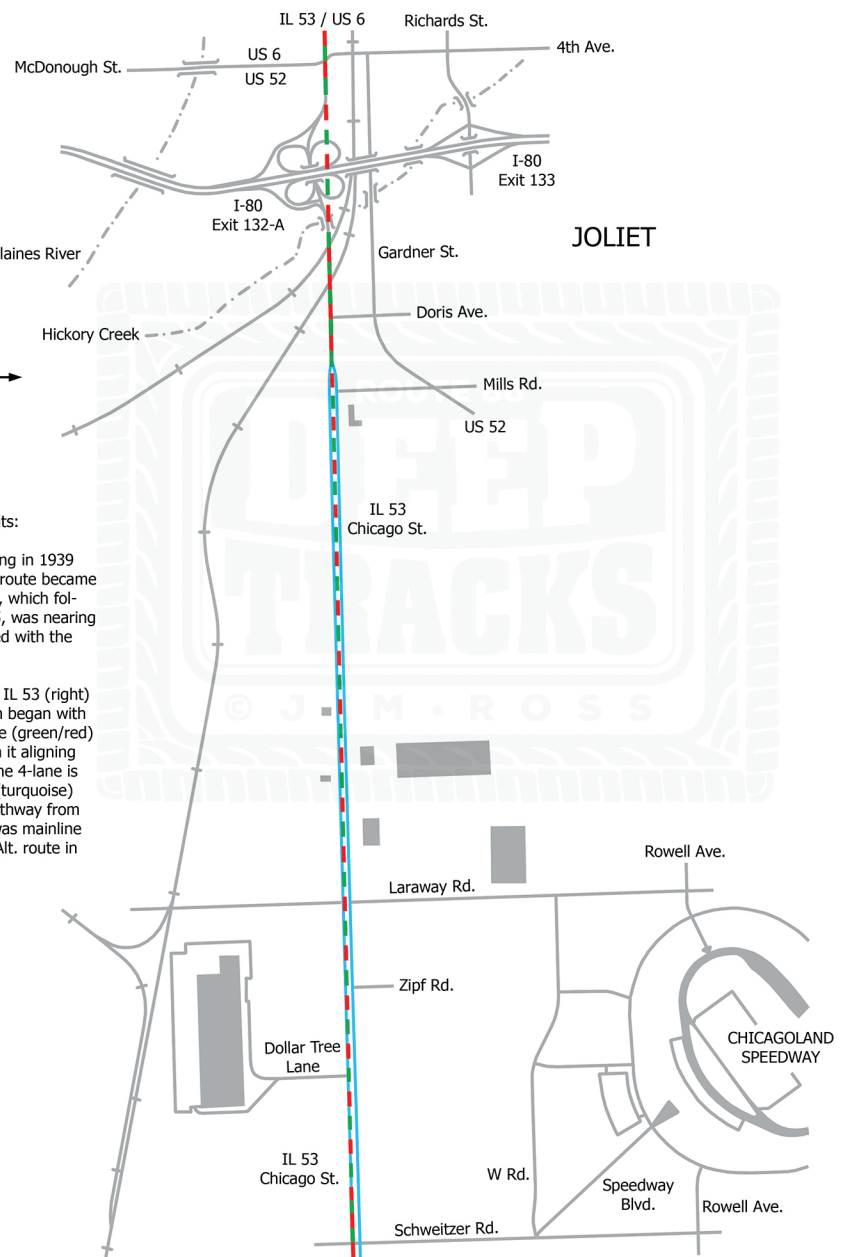 IL 53 / US 6
Richards St.
4th Ave.
US 6
McDonough St.
US 52
I-80
Exit 133
I-80
Exit 132-A
JOLIET
laines River
Gardner St.
Doris Ave.
Hickory Creek
Mills Rd.
ROUTE 66
US 52
DEEP
IL 53
Chicago St.
ts:
TRACKS
ng in 1939
route became
, which fol-
, was nearing
d with the
IL 53 (right)
© JIM • ROSS
n began with
e (green/red)
it aligning
ne 4-lane is
turquoise)
thway from
was mainline
Alt. route in
Rowell Ave.
Laraway Rd.
Zipf Rd.
CHICAGOLAND
SPEEDWAY
Dollar Tree
Lane
IL 53
Chicago St.
W Rd.
Speedway
Blvd.
Rowell Ave.
Schweitzer Rd.